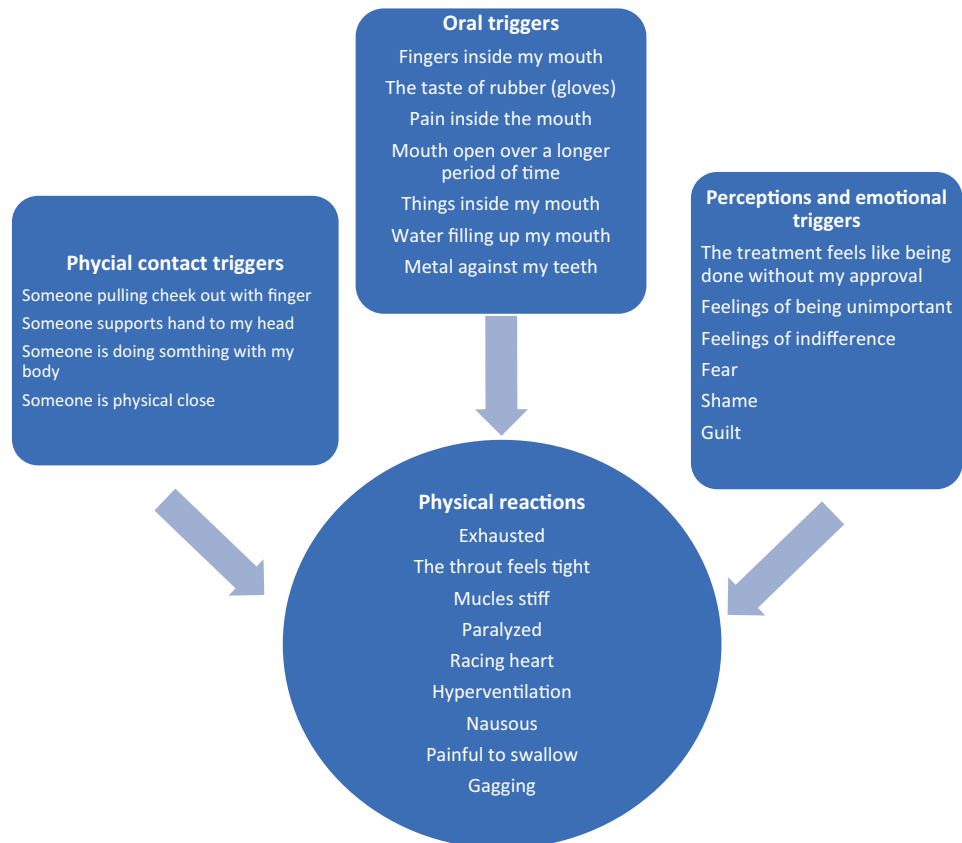 Oral triggers
Fingers inside my mouth
The taste of rubber (gloves)
Pain inside the mouth
Mouth open over a longer
period of time
Things inside my mouth
Water filling up my mouth
Metal against my teeth
Phycial contact triggers
Someone pulling cheek out with finger
Someone supports hand to my head
Someone is doing somthing with my
body
Someone is physical close
Perceptions and emotional
triggers
The treatment feels like being
done without my approval
Feelings of being unimportant
Feelings of indifference
Fear
Shame
Guilt
Physical reactions
Exhausted
The throut feels tight
Mucles stiff
Paralyzed
Racing heart
Hyperventilation
Nausous
Painful to swallow
Gagging